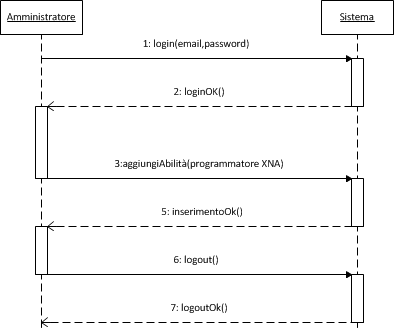 Amministratore
Sistema
1: login(email,password)
2: loginOK()
3:aggiungiAbilità(programmatore XNA)
5: inserimentoOk()
6: logout()
7: logoutOk()